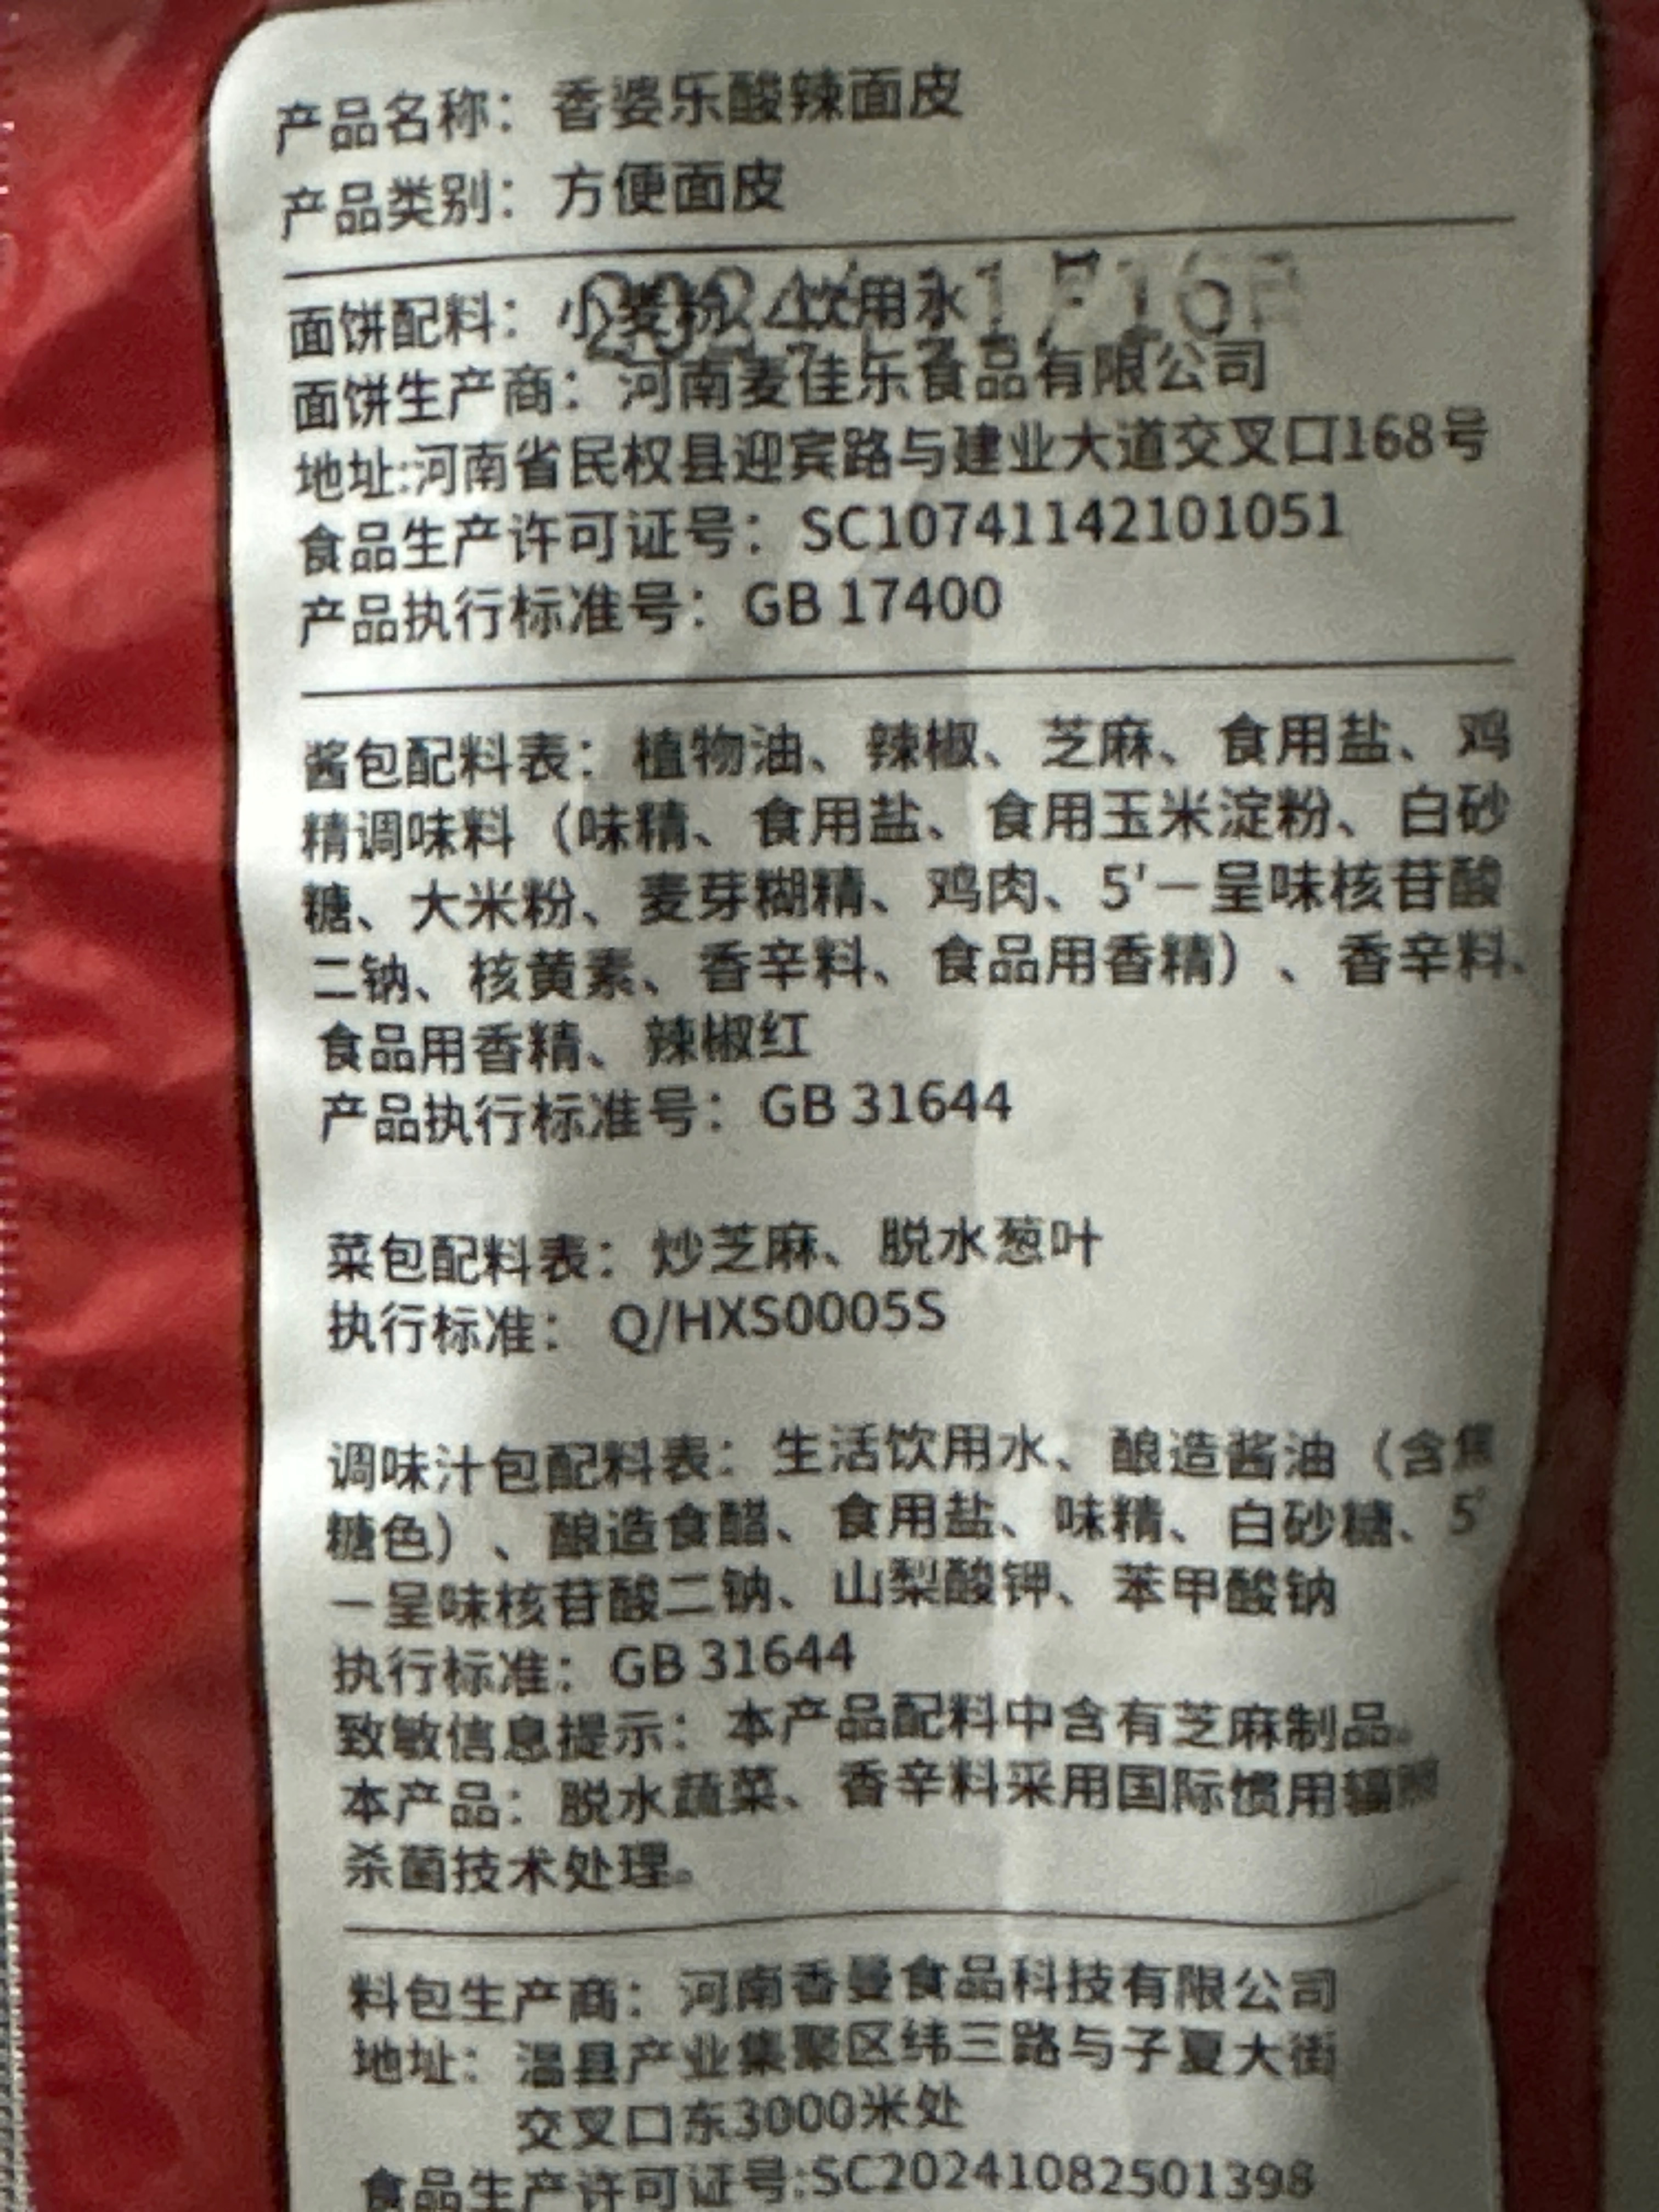 产品名称：香婆乐酸辣面皮
产品类别：方便面皮
面饼配料：小麦粉、饮用水
面饼生产商：河南麦佳乐食品有限公司
地址:河南省民权县迎宾路与建业大道交叉口168号
食品生产许可证号：SC10741142101051
产品执行标准号：GB 17400
酱包配料表：植物油、辣椒、芝麻、食用盐、鸡
精调味料（味精、食用盐、食用玉米淀粉、白砂
糖、大米粉、麦芽糊精、鸡肉、5'－呈味核苷酸
二钠、核黄素、香辛料、食品用香精）、香辛料、
食品用香精、辣椒红
产品执行标准号：GB 31644
菜包配料表：炒芝麻、脱水葱叶
执行标准：Q/HXS0005S
调味汁包配料表：生活饮用水、酿造酱油（含焦
糖色）、酿造食醋、食用盐、味精、白砂糖、5'
－呈味核苷酸二钠、山梨酸钾、苯甲酸钠
执行标准：GB 31644
致敏信息提示：本产品配料中含有芝麻制品。
本产品：脱水蔬菜、香辛料采用国际惯用辐照
杀菌技术处理。
料包生产商：河南香曼食品科技有限公司
地址：温县产业集聚区纬三路与子夏大街
交叉口东3000米处
食品生产许可证号:SC20241082501398